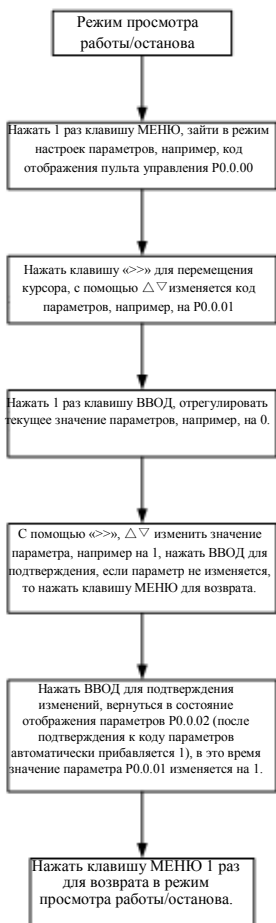 Режим просмотра
работы/останова
Нажать 1 раз клавишу МЕНЮ, зайти в режим
настроек параметров, например, код
отображения пульта управления P0.0.00
Нажать клавишу «>>» для перемещения
курсора, с помощью △▽изменяется код
параметров, например, на P0.0.01
Нажать 1 раз клавишу ВВОД, отрегулировать
текущее значение параметров, например, на 0.
С помощью «>>», △▽ изменить значение
параметра, например на 1, нажать ВВОД для
подтверждения, если параметр не изменяется,
то нажать клавишу МЕНЮ для возврата.
Нажать ВВОД для подтверждения
изменений, вернуться в состояние
отображения параметров P0.0.02 (после
подтверждения к коду параметров
автоматически прибавляется 1), в это время
значение параметра P0.0.01 изменяется на 1.
Нажать клавишу МЕНЮ 1 раз
для возврата в режим
просмотра работы/останова.